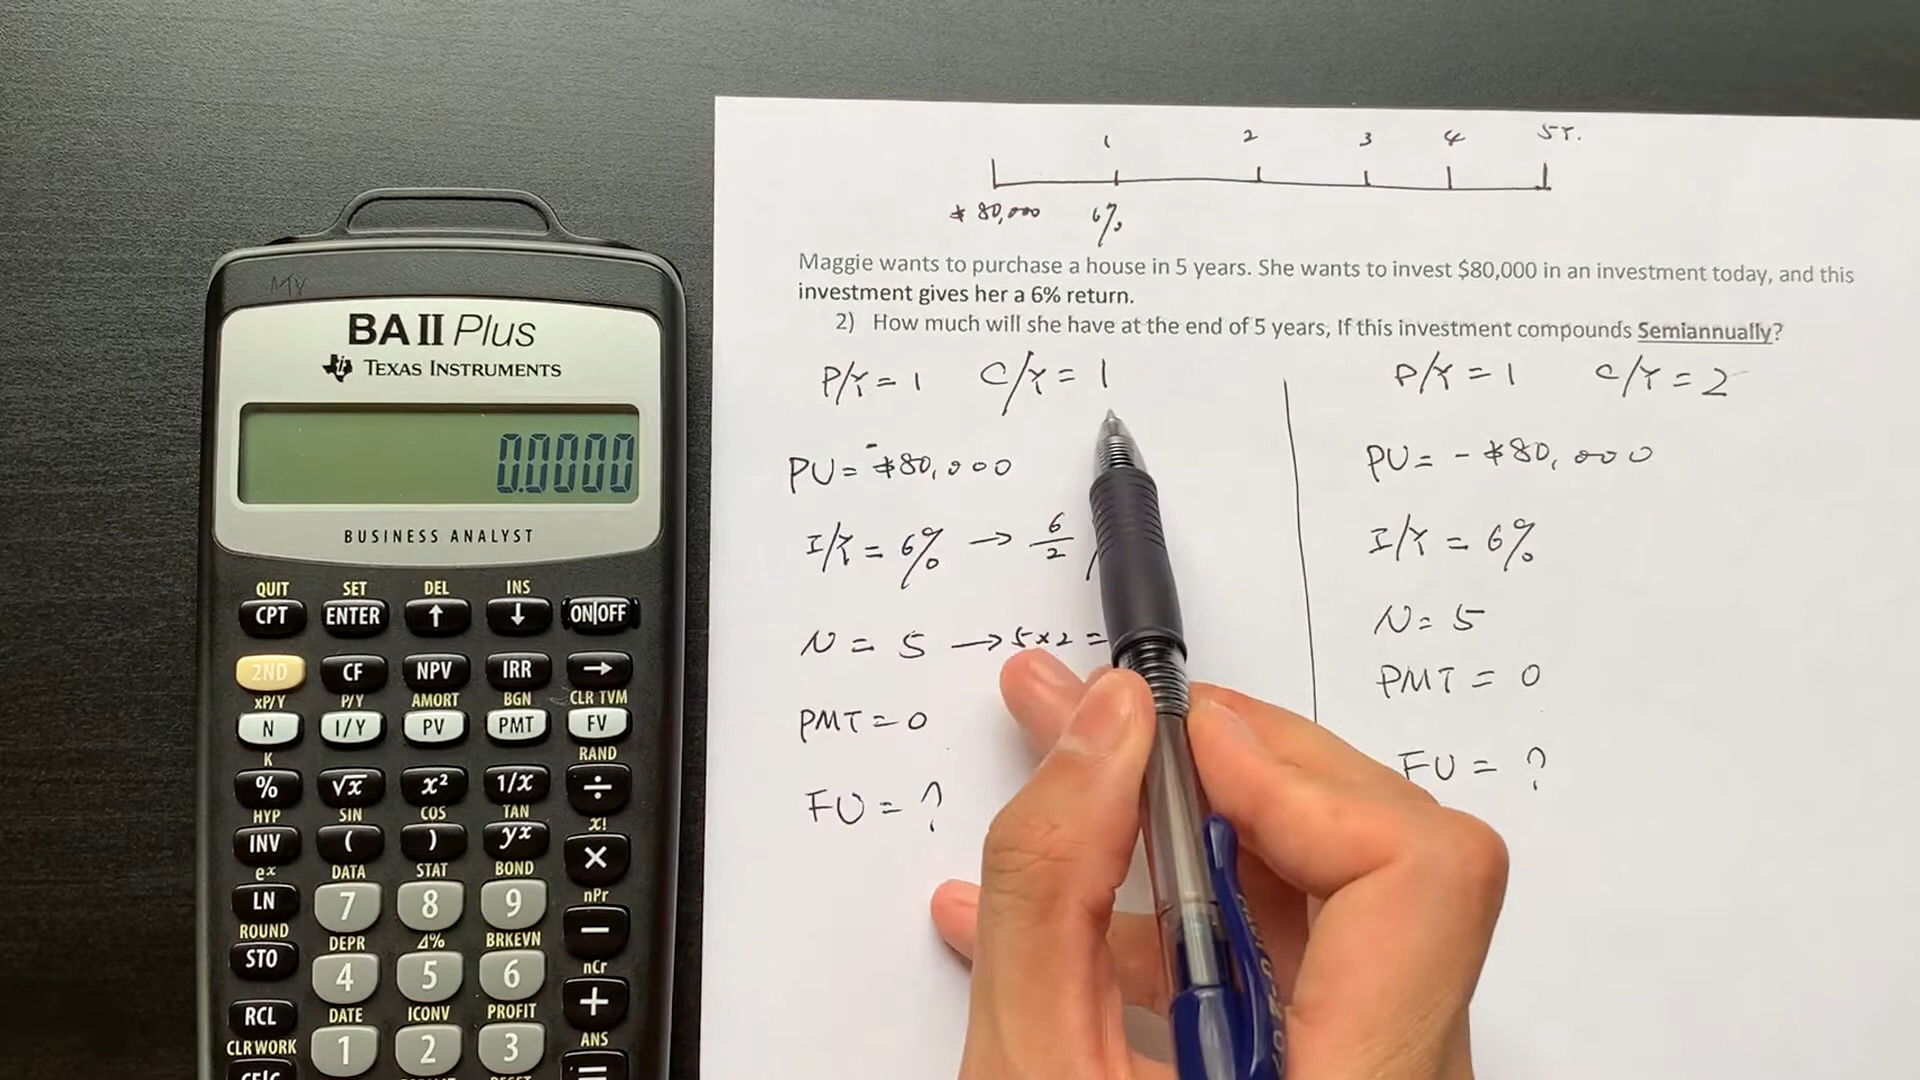 MY
BA II Plus
TEXAS INSTRUMENTS
0.0000
BUSINESS ANALYST
QUIT SET DEL INS
CPT ENTER ↑ ↓ ON|OFF
2ND CF NPV IRR →
xP/Y P/Y AMORT BGN CLR TVM
N I/Y PV PMT FV
K RAND
% √x x² 1/x ÷
HYP SIN COS TAN x!
INV ( ) yˣ ×
eˣ DATA STAT BOND nPr
LN 7 8 9 −
ROUND DEPR Δ% BRKEVN nCr
STO 4 5 6 +
DATE ICONV PROFIT ANS
RCL 1 2 3 =
CLR WORK
CE|C
1 2 3 4 5Y.
$80,000 6%
Maggie wants to purchase a house in 5 years. She wants to invest $80,000 in an investment today, and this
investment gives her a 6% return.
2) How much will she have at the end of 5 years, If this investment compounds Semiannually?
P/Y = 1 C/Y = 1
PV = -$80,000
I/Y = 6% → 6/2
N = 5 → 5×2 =
PMT = 0
FV = ?
P/Y = 1 C/Y = 2
PV = - $80,000
I/Y = 6%
N = 5
PMT = 0
FV = ?